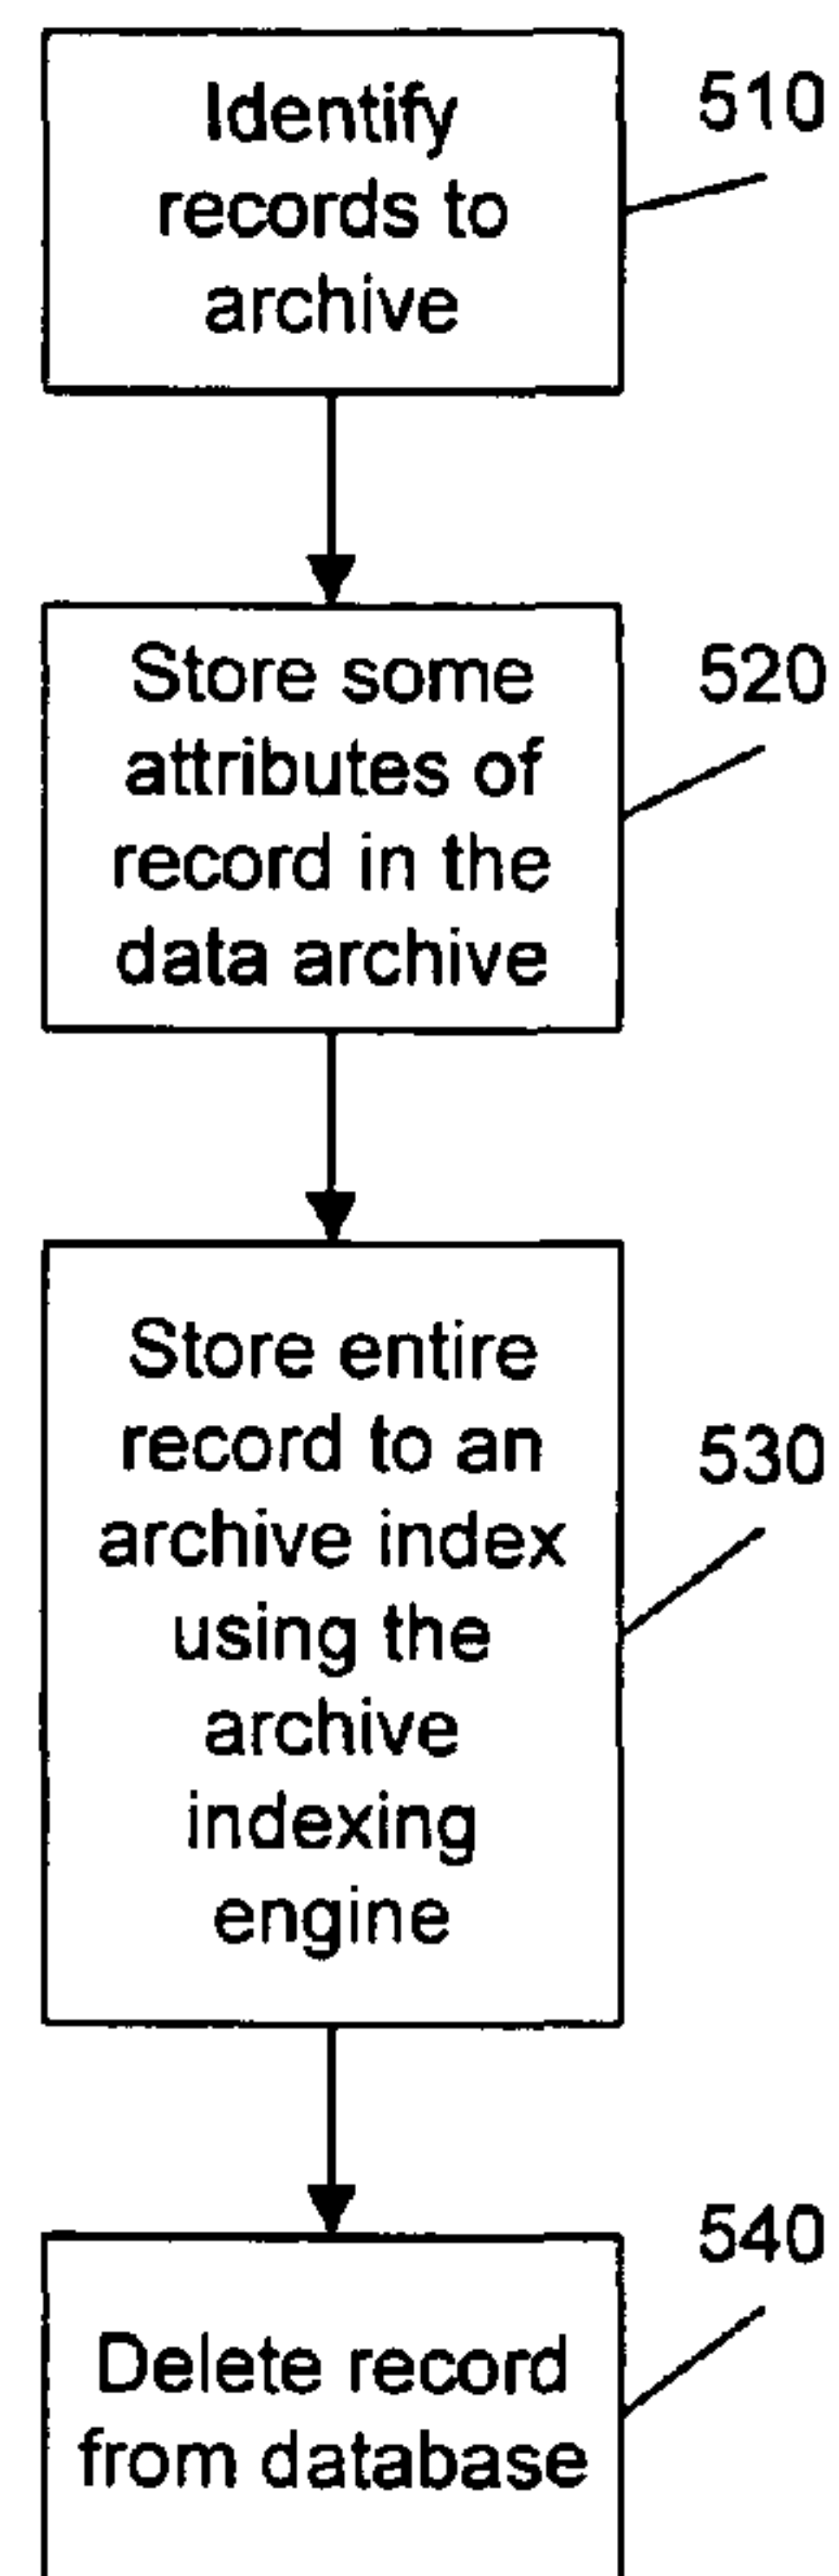 Identify
records to
archive
510
Store some
attributes of
record in the
data archive
520
Store entire
record to an
archive index
using the
archive
indexing
engine
530
Delete record
from database
540